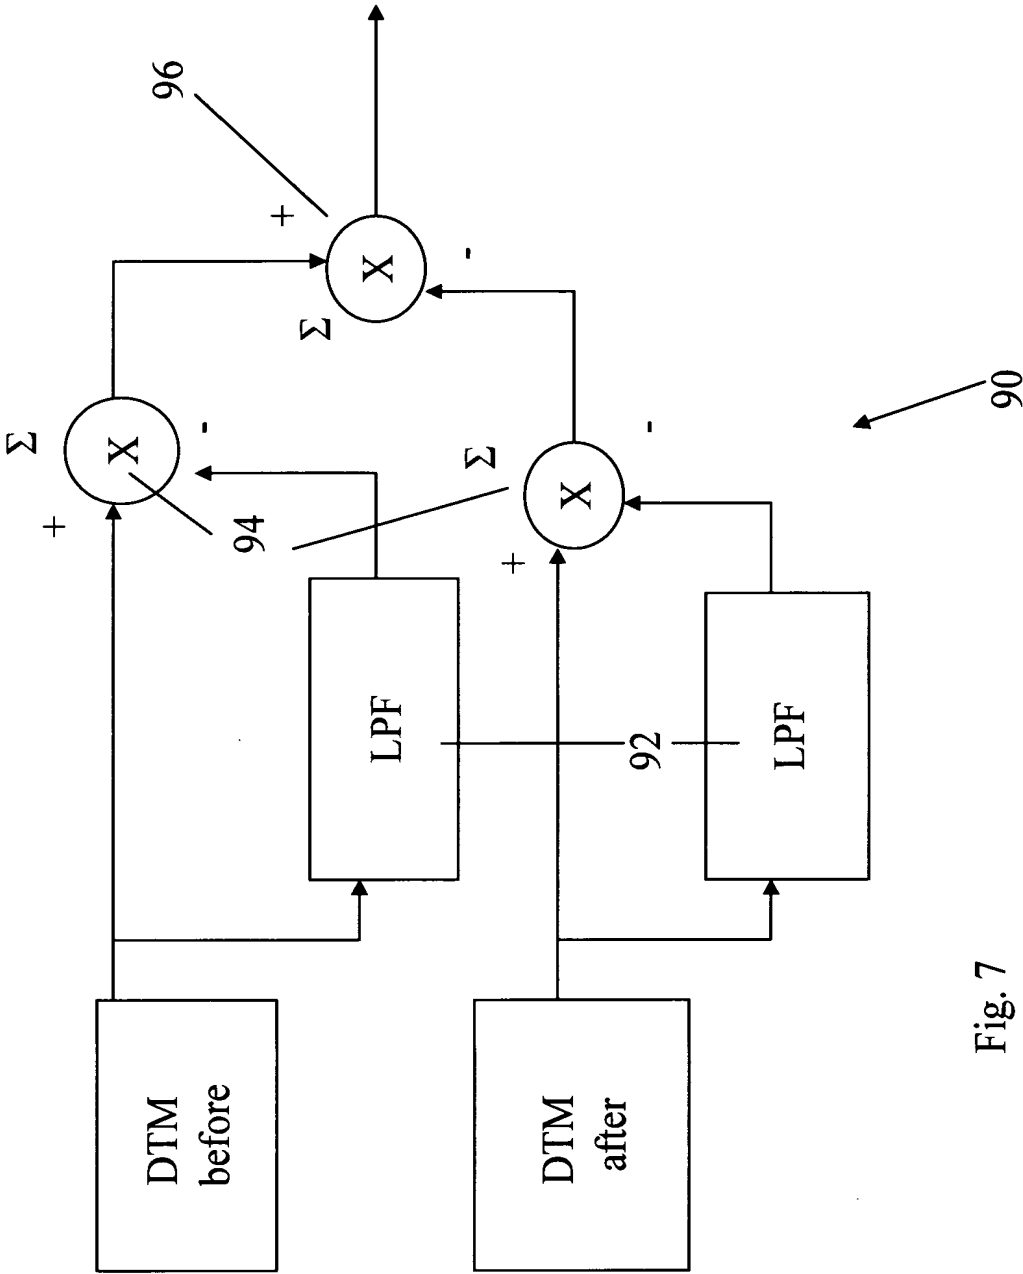 DTM
before
DTM
after
LPF
LPF
92
94
+
Σ
X
-
+
Σ
X
-
+
Σ
X
-
96
90
Fig. 7